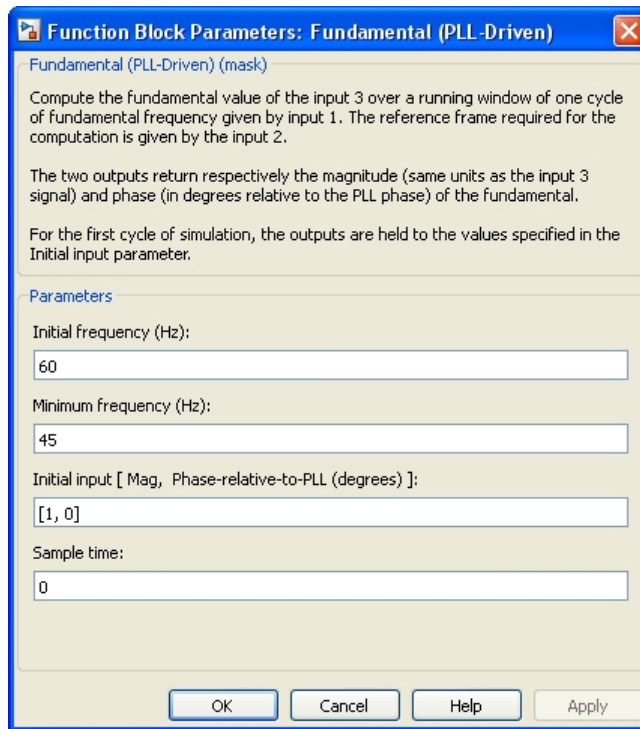 Function Block Parameters: Fundamental (PLL-Driven)
Fundamental (PLL-Driven) (mask)
Compute the fundamental value of the input 3 over a running window of one cycle
of fundamental frequency given by input 1. The reference frame required for the
computation is given by the input 2.
The two outputs return respectively the magnitude (same units as the input 3
signal) and phase (in degrees relative to the PLL phase) of the fundamental.
For the first cycle of simulation, the outputs are held to the values specified in the
Initial input parameter.
Parameters
Initial frequency (Hz):
60
Minimum frequency (Hz):
45
Initial input [ Mag, Phase-relative-to-PLL (degrees) ]:
[1, 0]
Sample time:
0
OK Cancel Help Apply